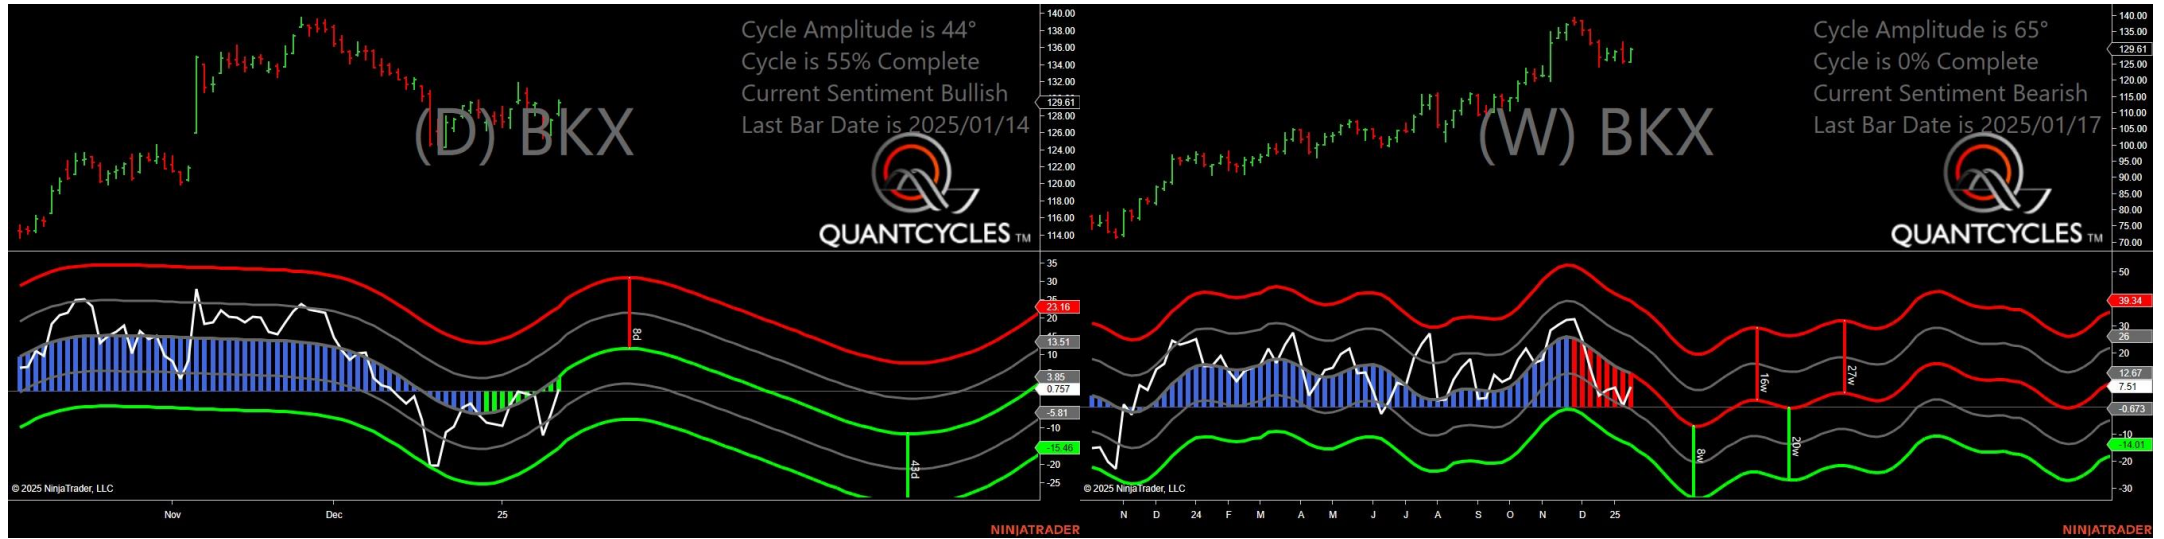 Cycle Amplitude is 44°
Cycle is 55% Complete
Current Sentiment Bullish
Last Bar Date is 2025/01/14
(D) BKX
QUANTCYCLES TM
140.00
138.00
136.00
134.00
132.00
129.61
128.00
126.00
124.00
122.00
120.00
118.00
116.00
114.00
35
30
25
23.16
20
15
13.51
10
3.85
0.757
-5.81
-10
-15.46
-20
-25
8d
43d
© 2025 NinjaTrader, LLC
Nov
Dec
25
NINJATRADER
Cycle Amplitude is 65°
Cycle is 0% Complete
Current Sentiment Bearish
Last Bar Date is 2025/01/17
(W) BKX
QUANTCYCLES TM
140.00
135.00
129.61
125.00
120.00
115.00
110.00
105.00
100.00
95.00
90.00
85.00
80.00
75.00
70.00
50
39.34
30
26
20
12.67
7.51
-0.673
-10
-14.01
-20
-30
8w
16w
20w
27w
© 2025 NinjaTrader, LLC
N D 24 F M A M J J A S O N D 25
NINJATRADER